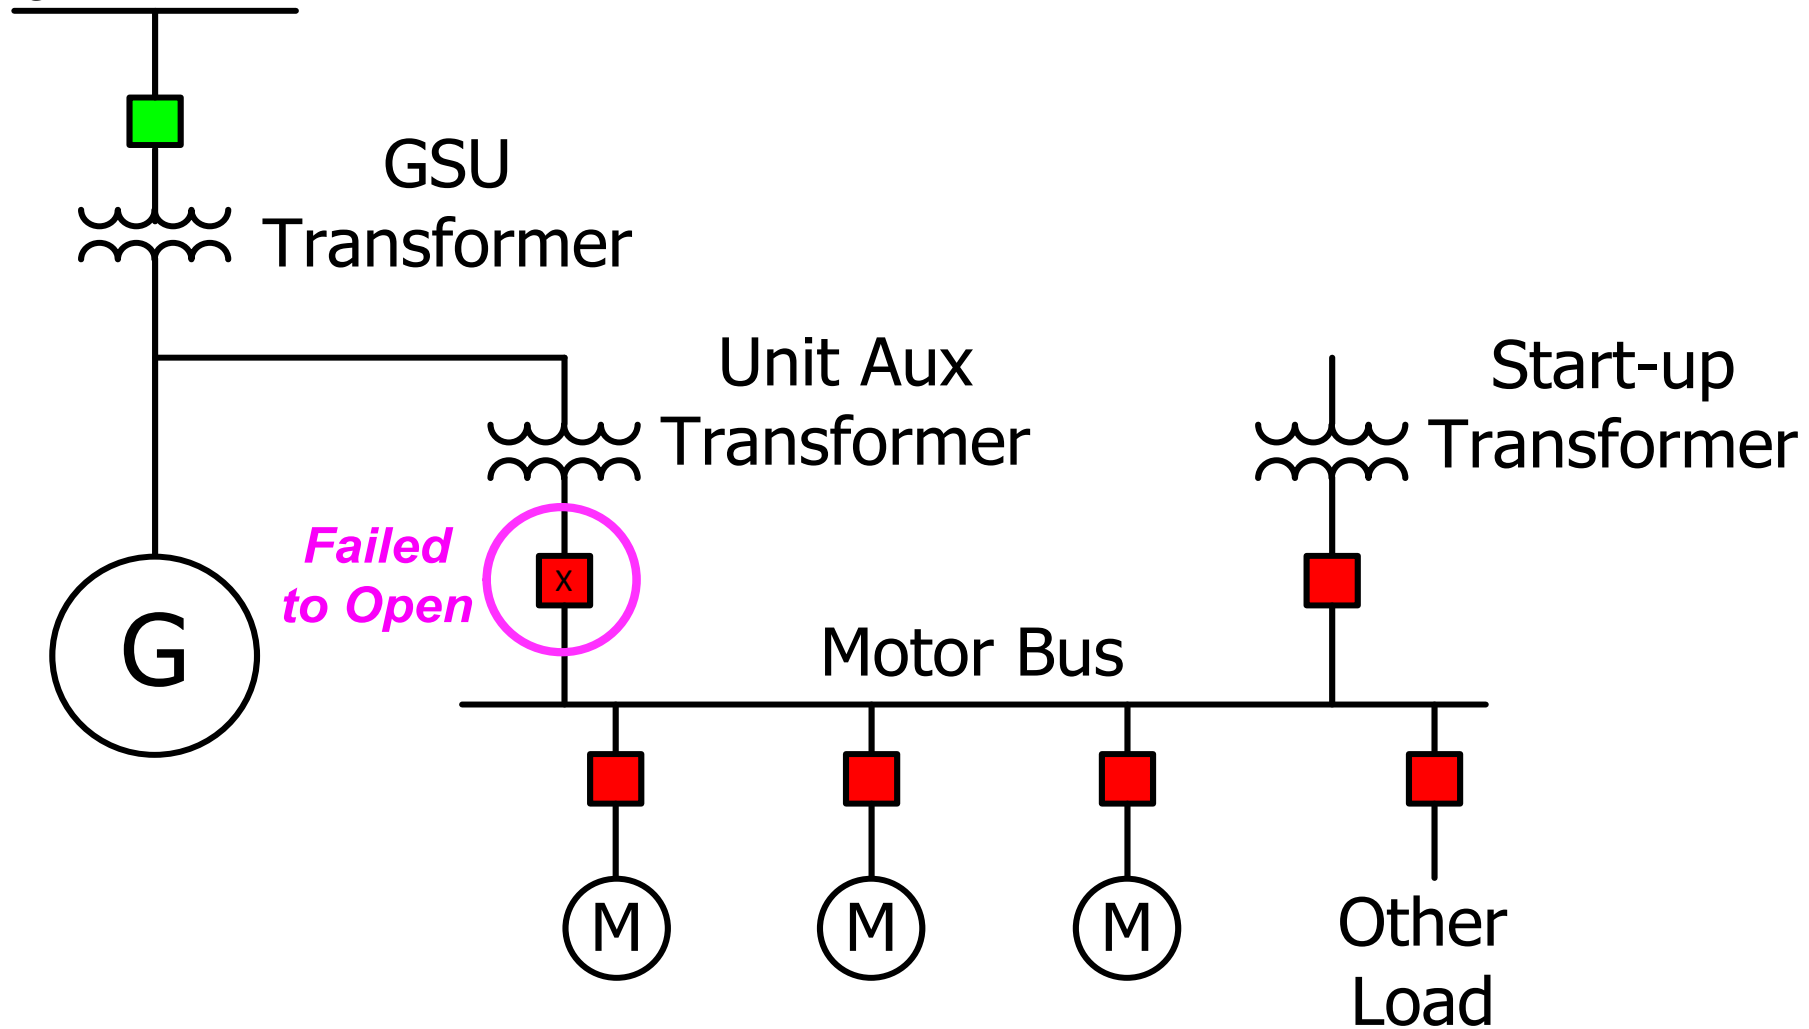 GSU
Transformer
Unit Aux
Transformer
Start-up
Transformer
Failed
to Open
X
G
Motor Bus
M
M
M
Other
Load